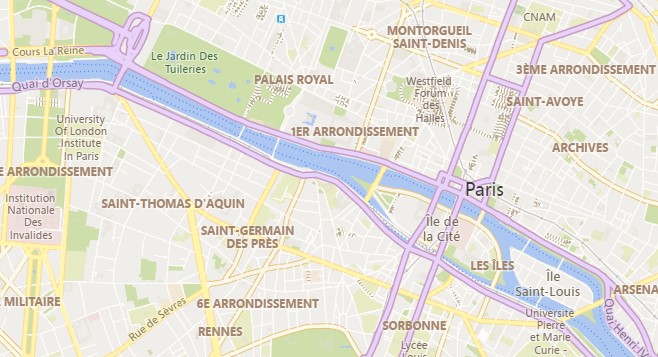 CNAM
MONTORGUEIL
SAINT-DENIS
Cours La Reine
Le Jardin Des
Tuileries
PALAIS ROYAL
3ÈME ARRONDISSEMENT
Quai-d'Orsay
Westfield
Forum
des
Halles
SAINT-AVOYE
University
Of London
Institute
In Paris
1ER ARRONDISSEMENT
ARCHIVES
E ARRONDISSEMENT
Paris
Institution
Nationale
Des
Invalides
SAINT-THOMAS D'AQUIN
SAINT-GERMAIN
DES PRÈS
Île de
la Cité
LES ÎLES
Île
Saint-Louis
ARSENA
E MILITAIRE
Rue de Sèvres
6E ARRONDISSEMENT
RENNES
SORBONNE
Lycée
Louis
Universite
Pierre
et Marie
Curie -
Quai Henri-IV